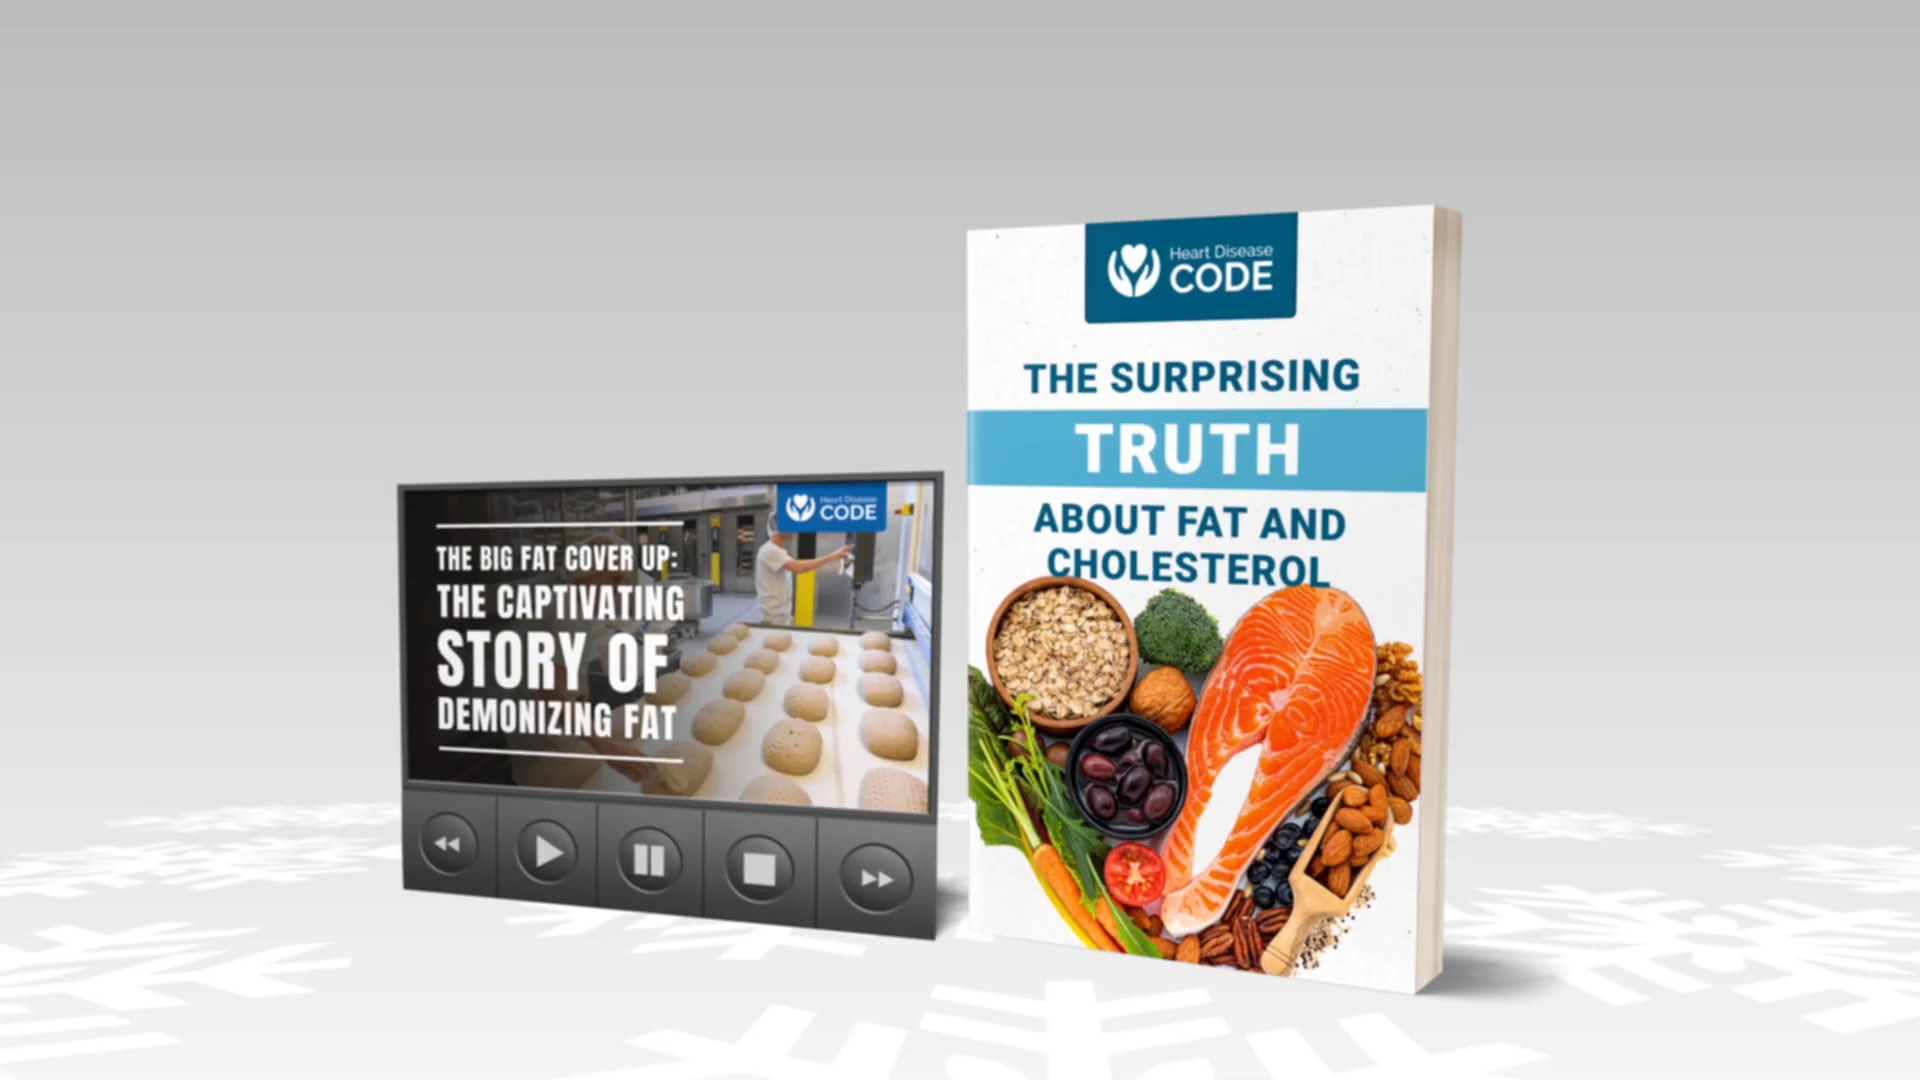 Heart Disease
CODE
THE BIG FAT COVER UP:
THE CAPTIVATING
STORY OF
DEMONIZING FAT
Heart Disease
CODE
THE SURPRISING
TRUTH
ABOUT FAT AND
CHOLESTEROL